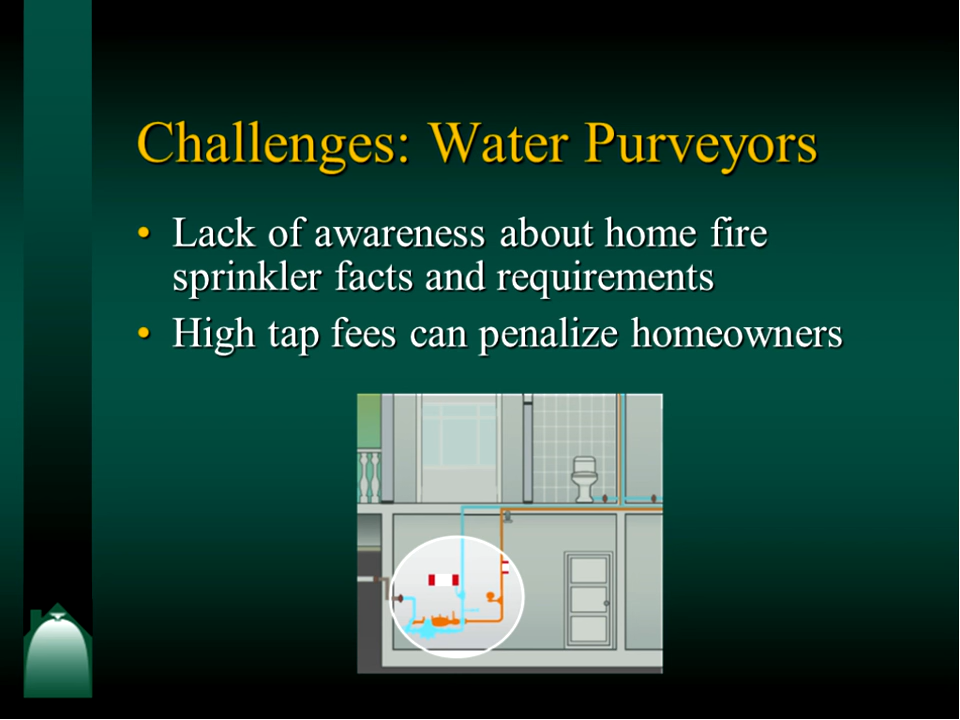 Challenges: Water Purveyors
• Lack of awareness about home fire
sprinkler facts and requirements
• High tap fees can penalize homeowners